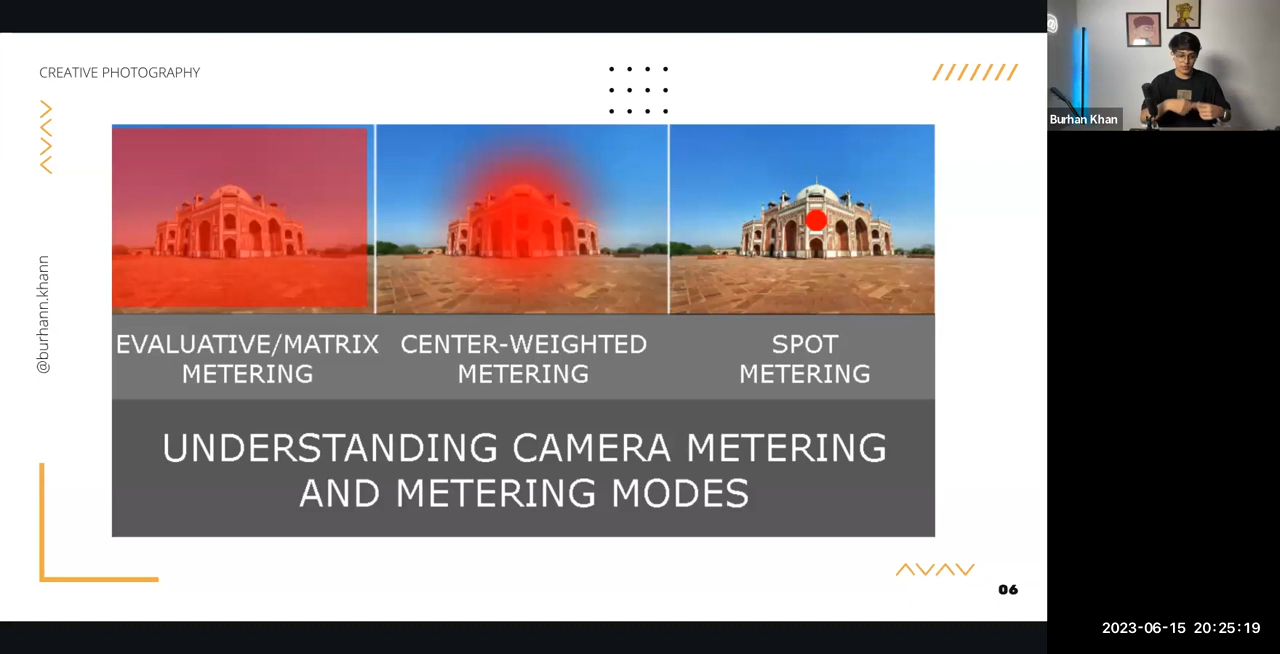 CREATIVE PHOTOGRAPHY
@burhann.khann
EVALUATIVE/MATRIX
METERING
CENTER-WEIGHTED
METERING
SPOT
METERING
UNDERSTANDING CAMERA METERING
AND METERING MODES
06
Burhan Khan
2023-06-15 20:25:19